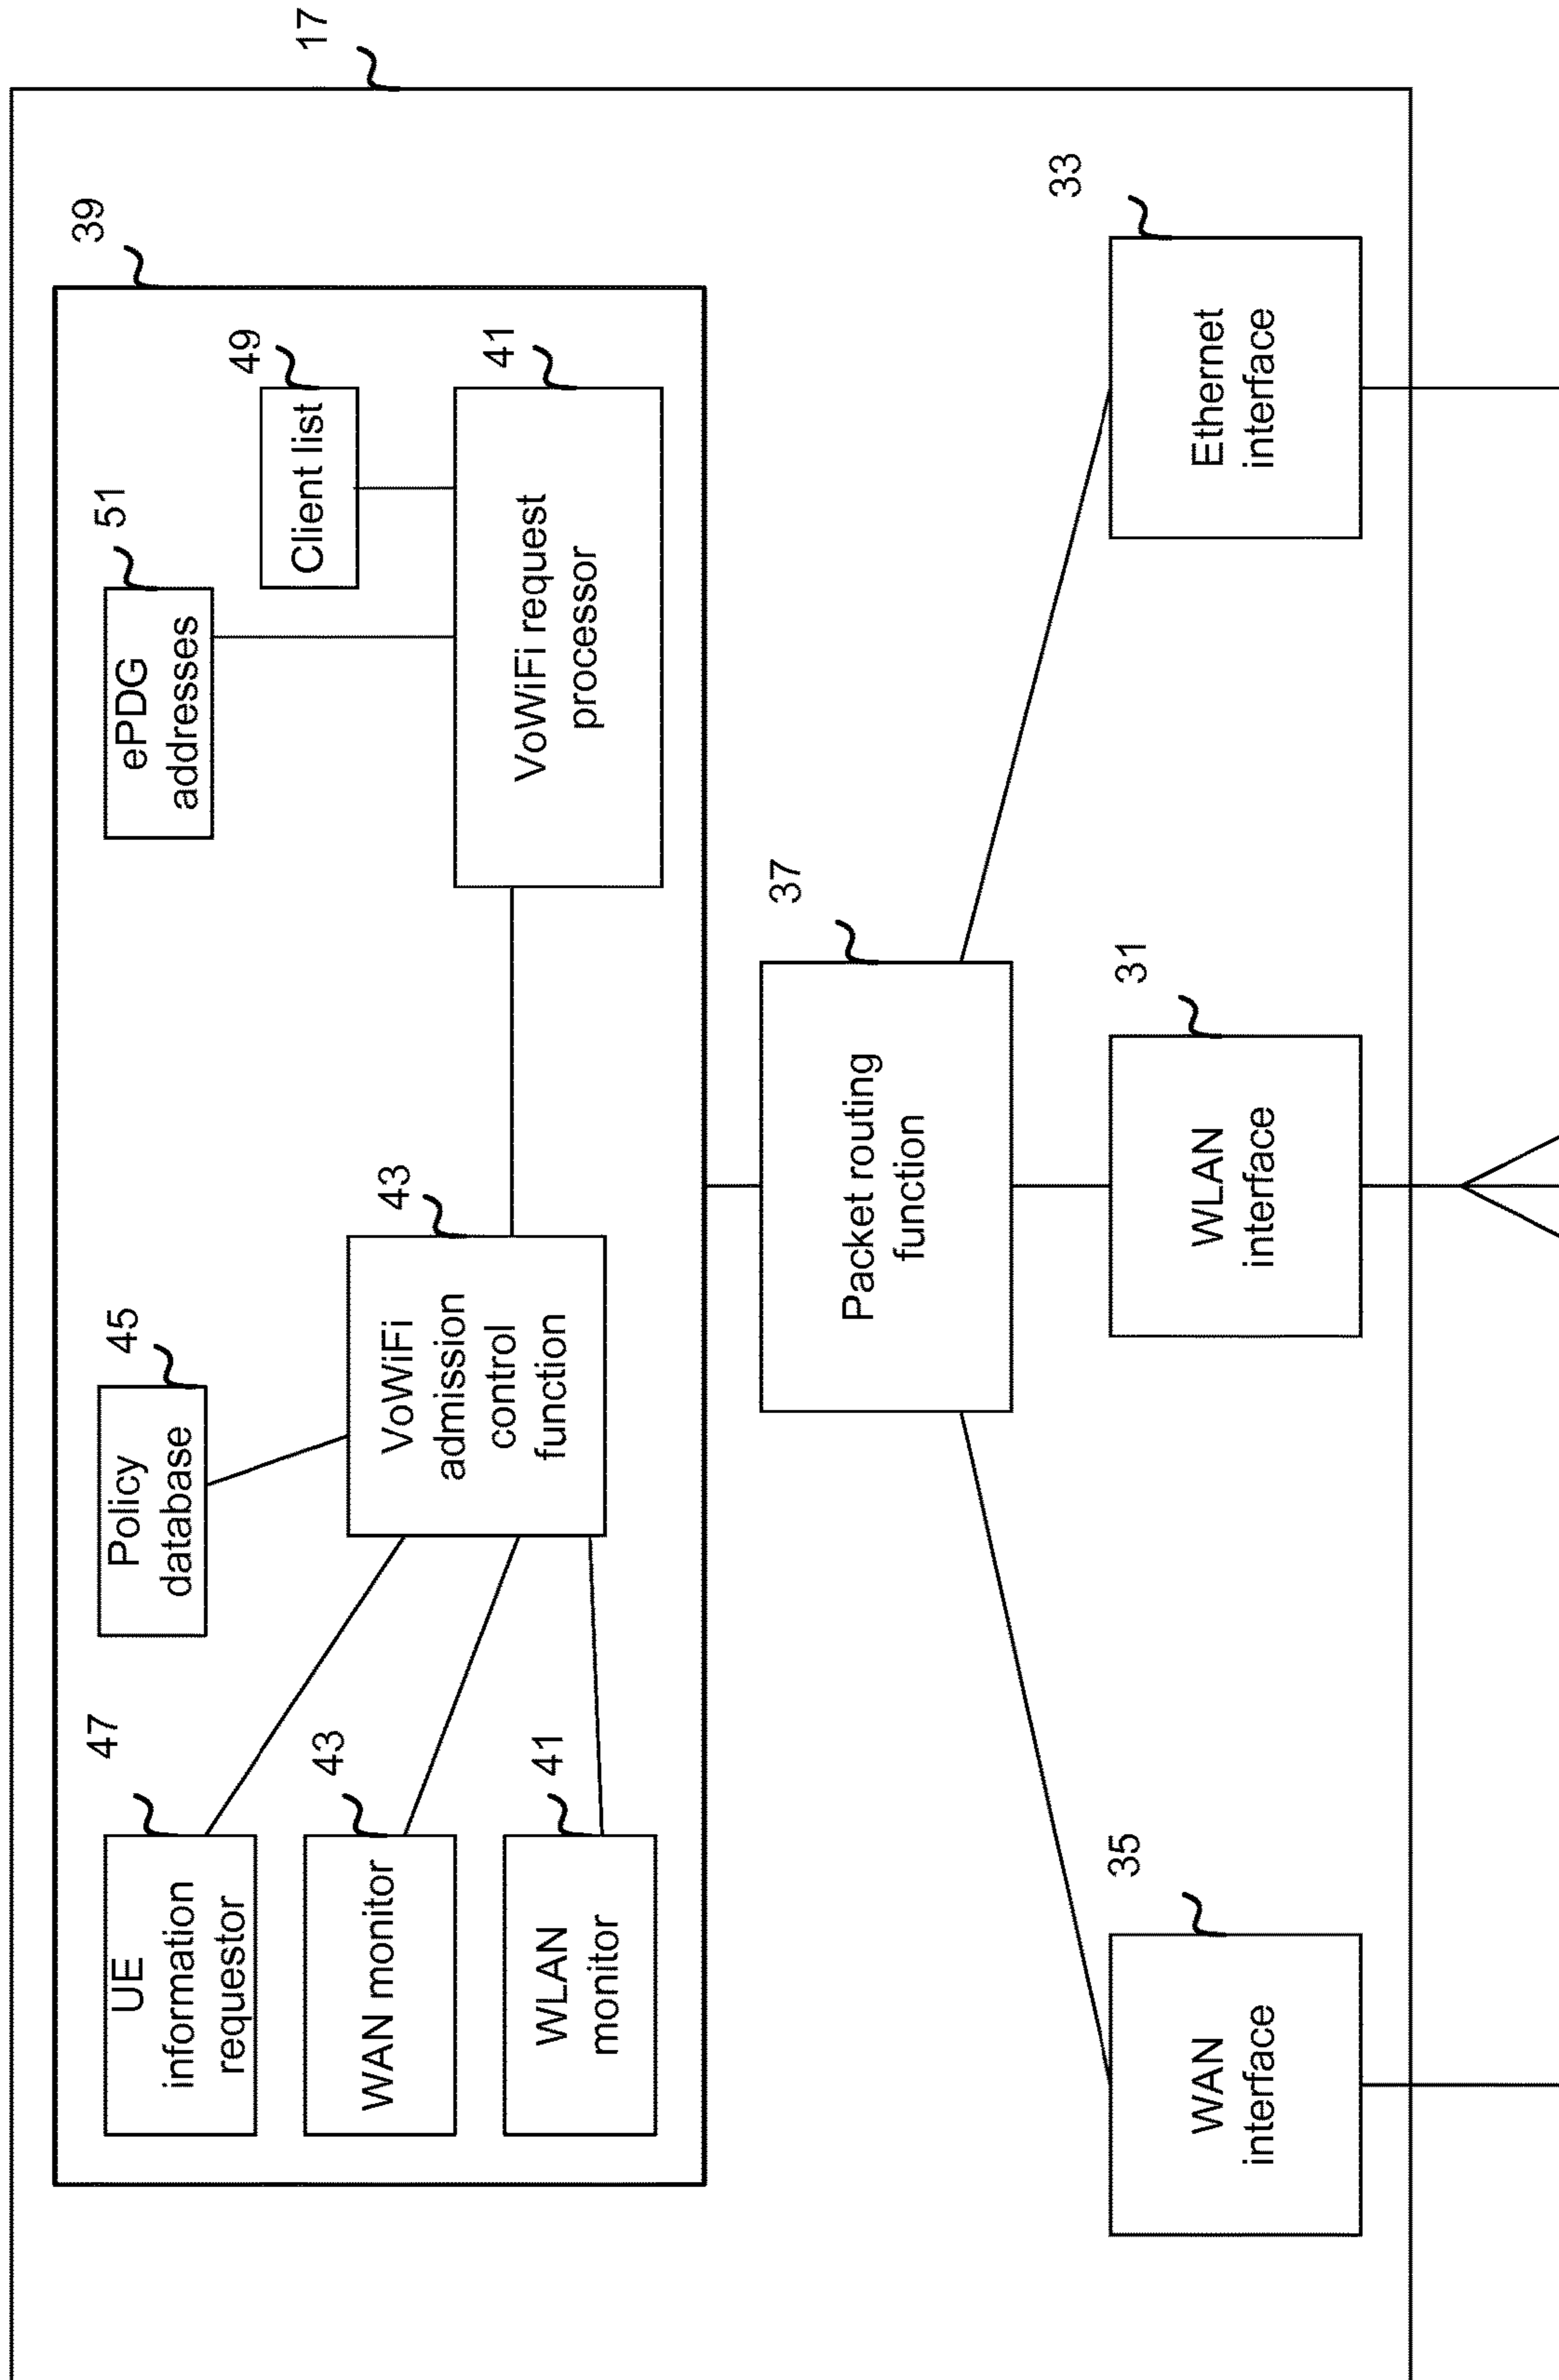 17
39
47
UE
information
requestor
45
Policy
database
51
ePDG
addresses
49
Client list
43
WAN monitor
43
VoWiFi
admission
control
function
41
VoWiFi request
processor
41
WLAN
monitor
37
Packet routing
function
35
WAN
interface
31
WLAN
interface
33
Ethernet
interface